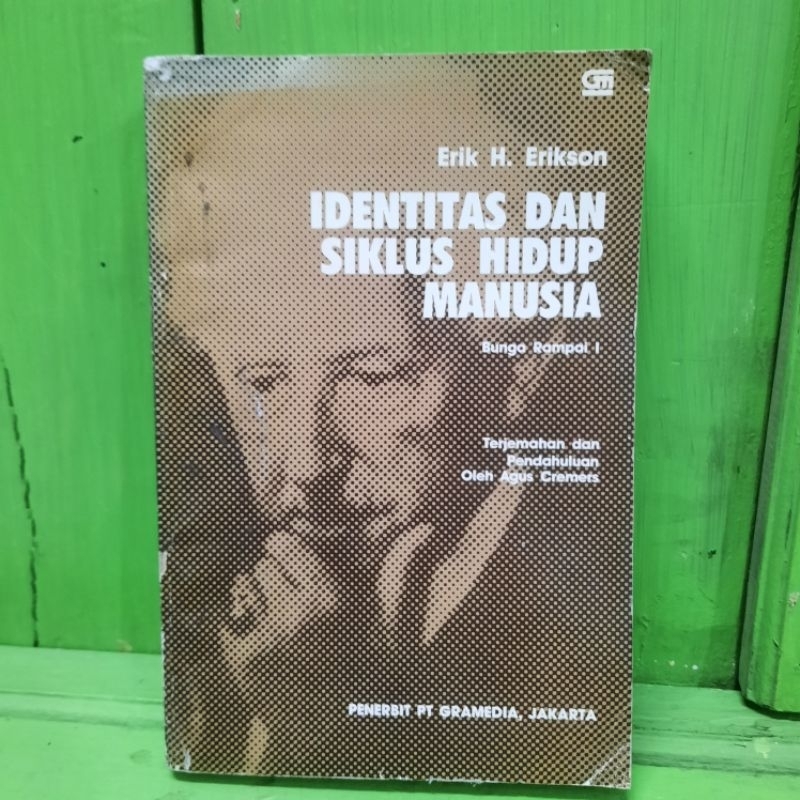 GM
Erik H. Erikson
IDENTITAS DAN
SIKLUS HIDUP
MANUSIA
Bunga Rampai I
Terjemahan dan
Pendahuluan
Oleh Agus Cremers
PENERBIT PT GRAMEDIA, JAKARTA